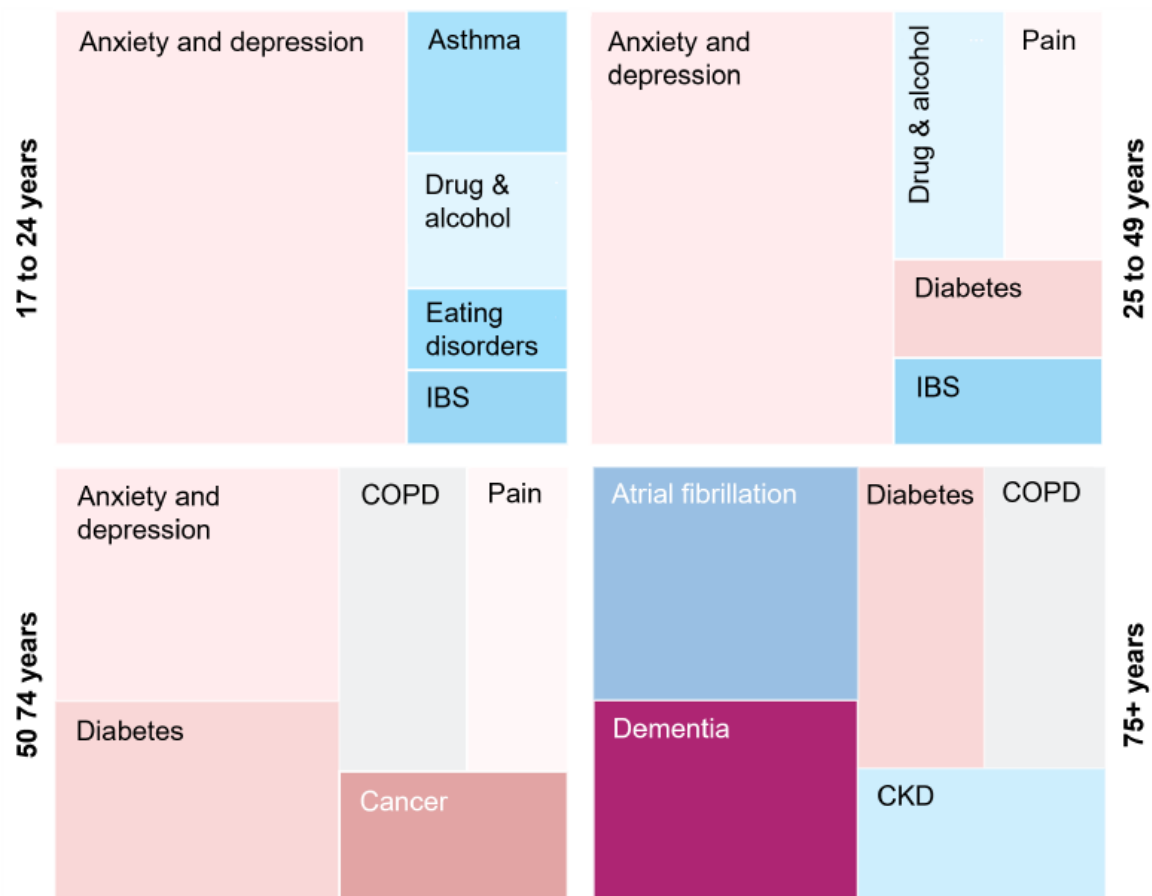 17 to 24 years
Anxiety and depression
Asthma
Drug &
alcohol
Eating
disorders
IBS
Anxiety and
depression
Drug & alcohol
Pain
Diabetes
IBS
25 to 49 years
50 74 years
Anxiety and
depression
COPD
Pain
Diabetes
Cancer
Atrial fibrillation
Diabetes
COPD
Dementia
CKD
75+ years